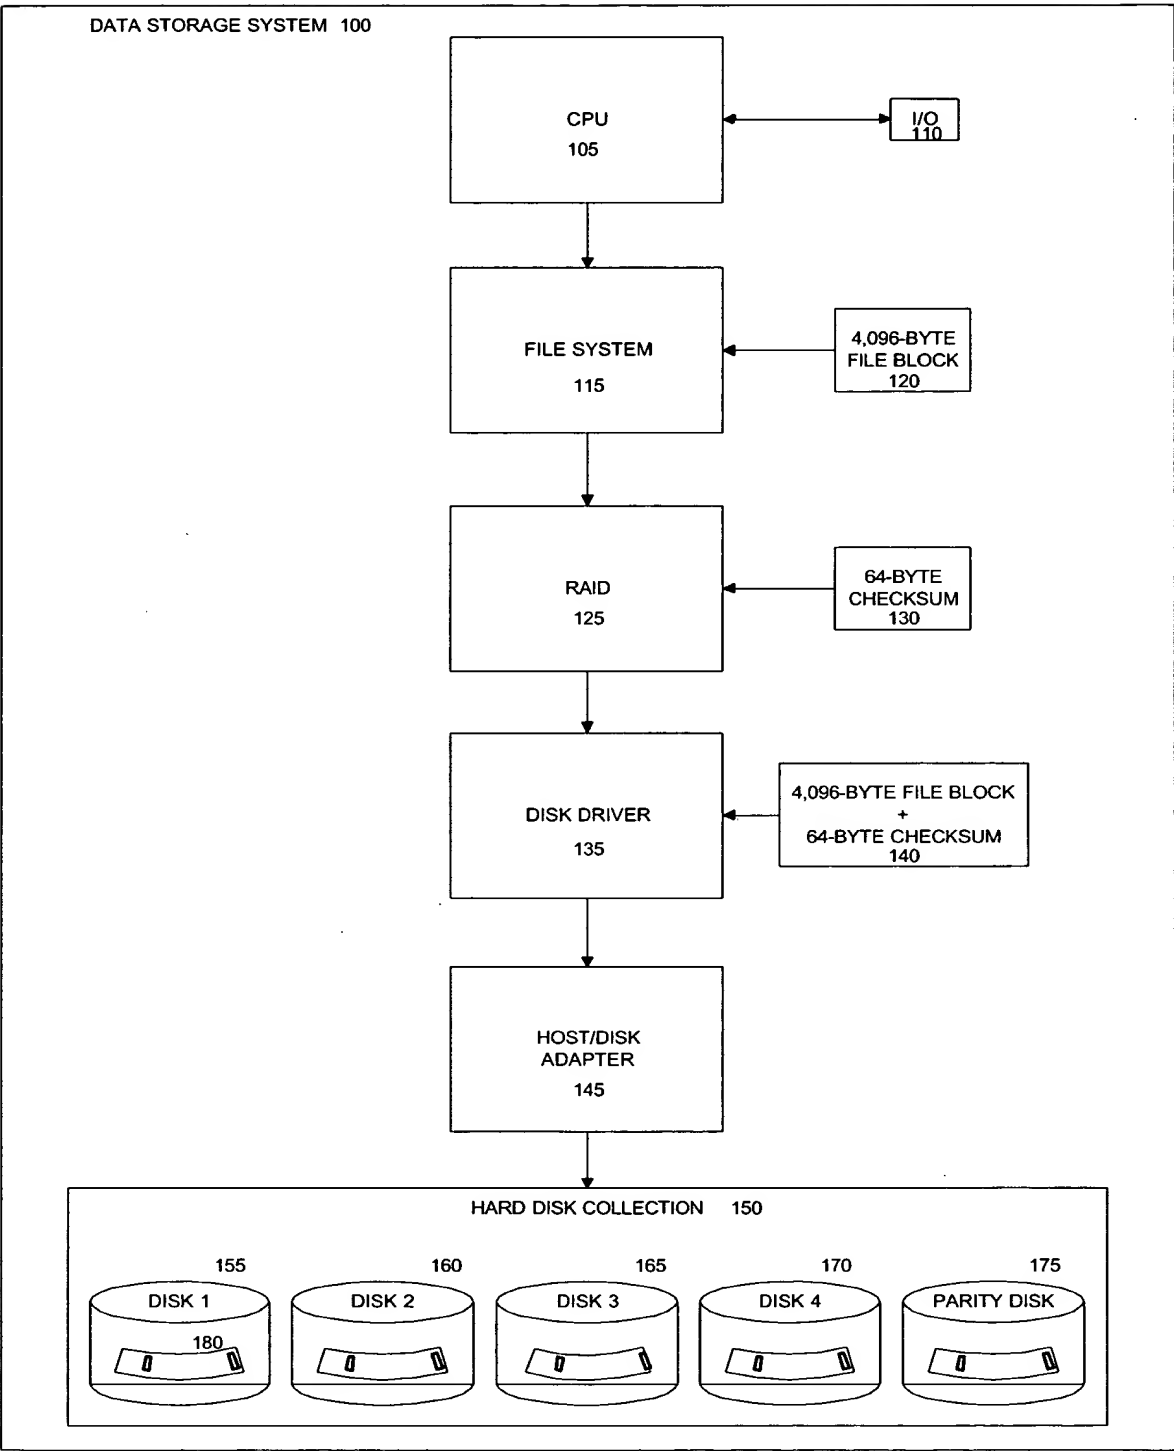 DATA STORAGE SYSTEM 100
CPU
105
I/O
110
FILE SYSTEM
115
4,096-BYTE
FILE BLOCK
120
RAID
125
64-BYTE
CHECKSUM
130
DISK DRIVER
135
4,096-BYTE FILE BLOCK
+
64-BYTE CHECKSUM
140
HOST/DISK
ADAPTER
145
HARD DISK COLLECTION 150
155 160 165 170 175
DISK 1 DISK 2 DISK 3 DISK 4 PARITY DISK
180